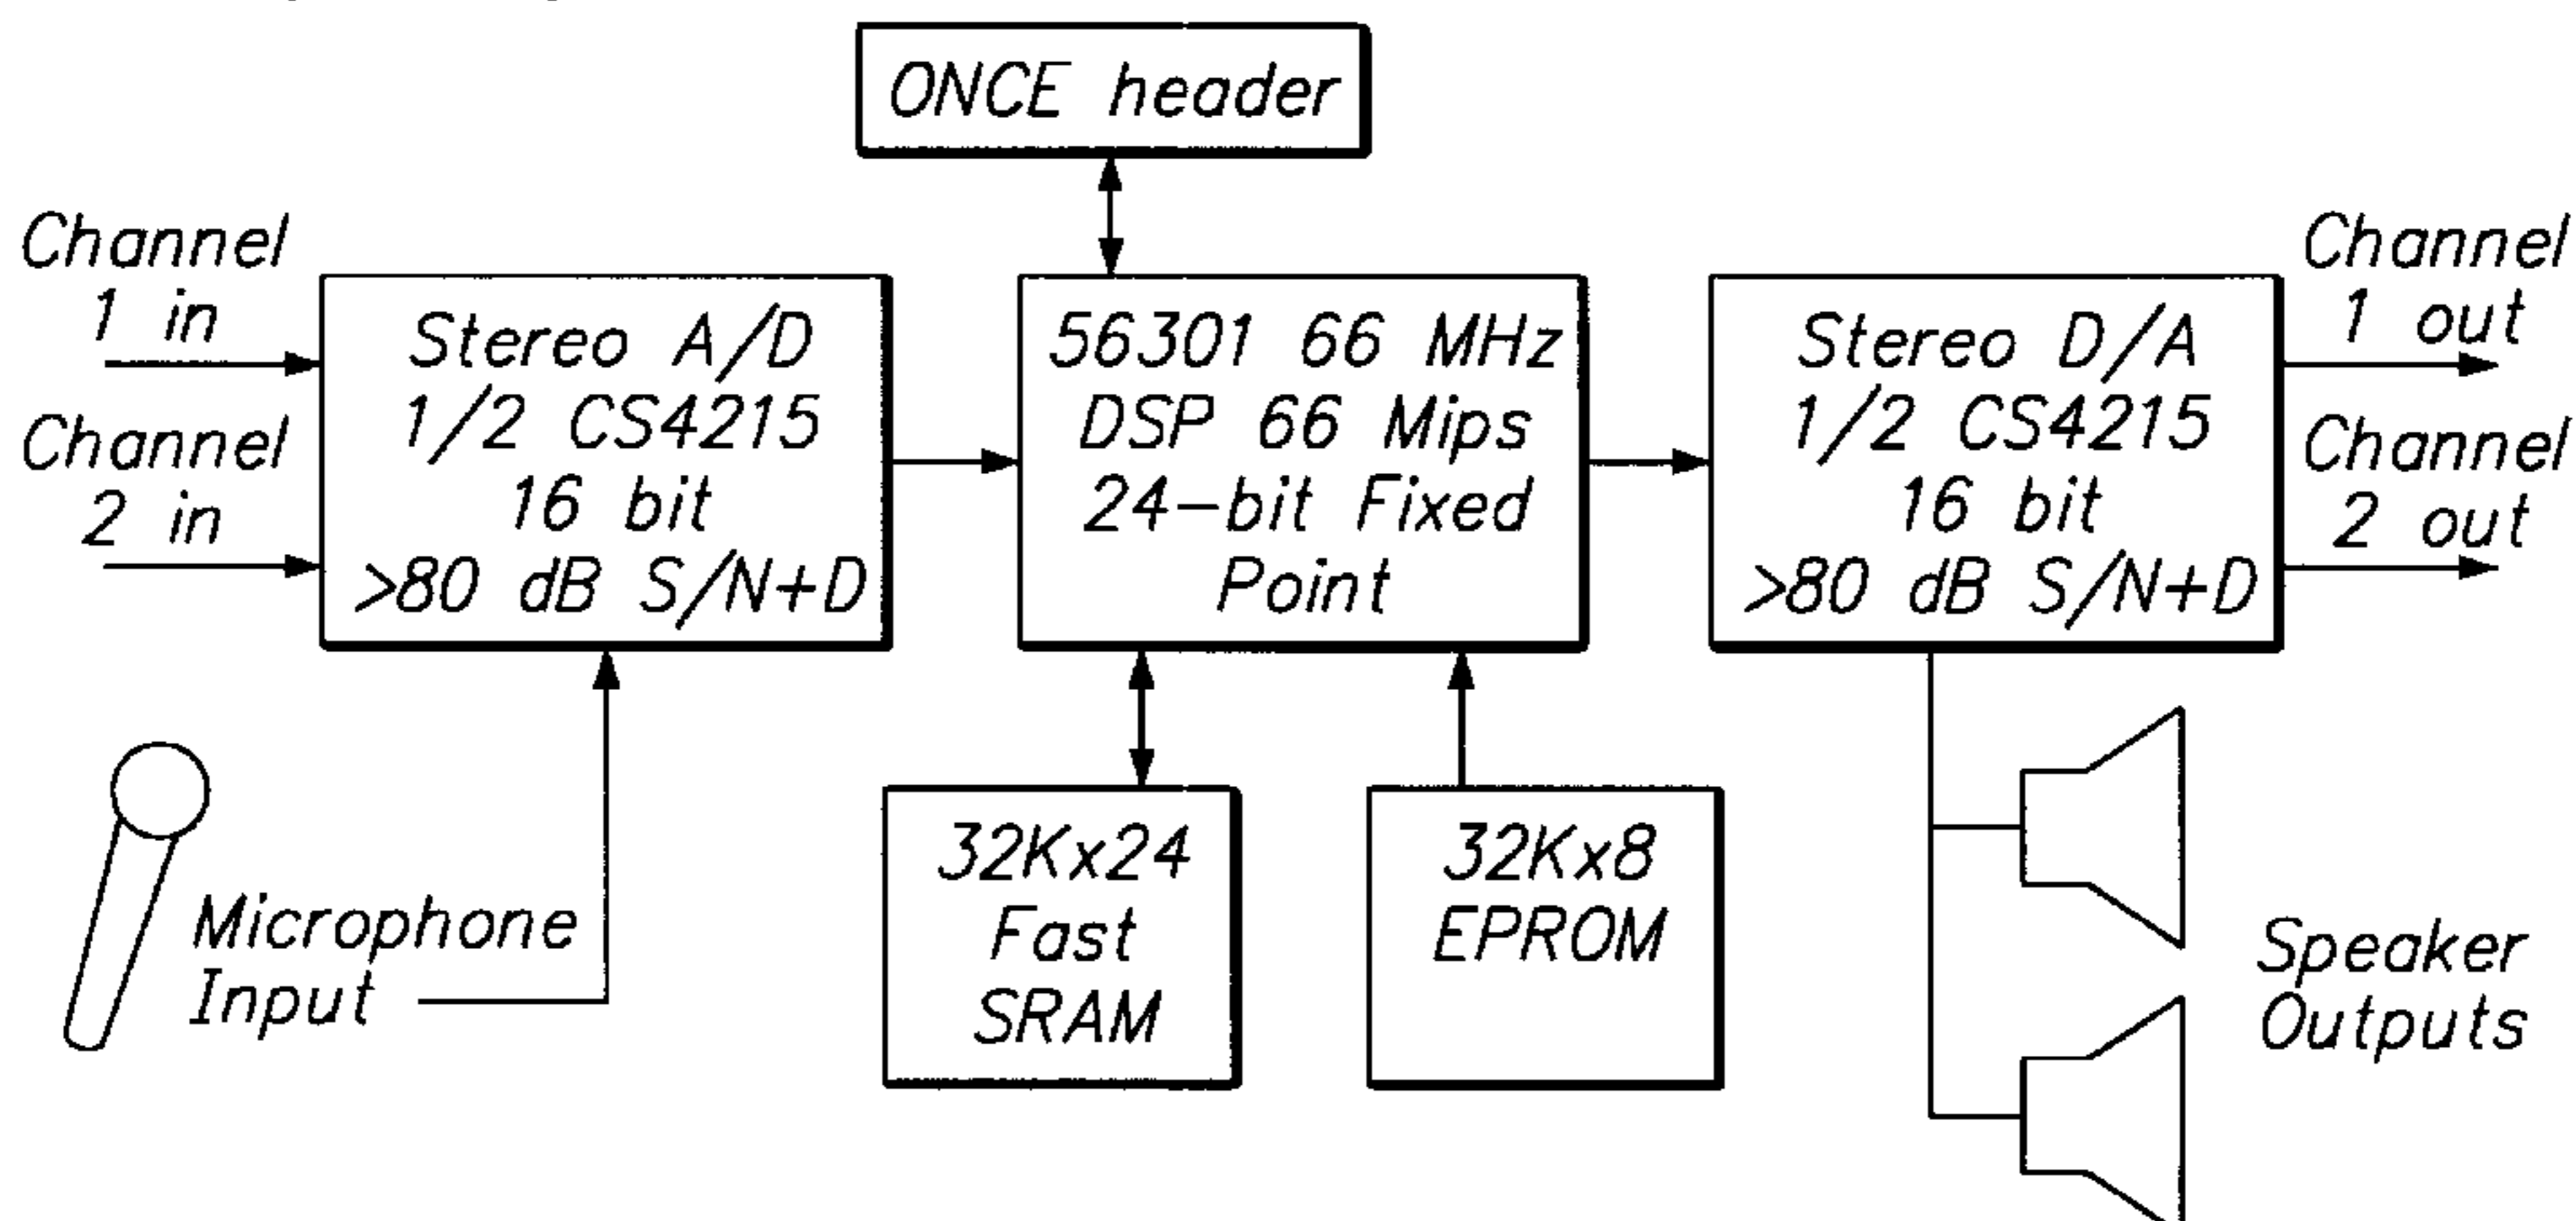 ONCE header
Channel
1 in
Channel
2 in
Stereo A/D
1/2 CS4215
16 bit
>80 dB S/N+D
56301 66 MHz
DSP 66 Mips
24-bit Fixed
Point
Stereo D/A
1/2 CS4215
16 bit
>80 dB S/N+D
Channel
1 out
Channel
2 out
Microphone
Input
32Kx24
Fast
SRAM
32Kx8
EPROM
Speaker
Outputs